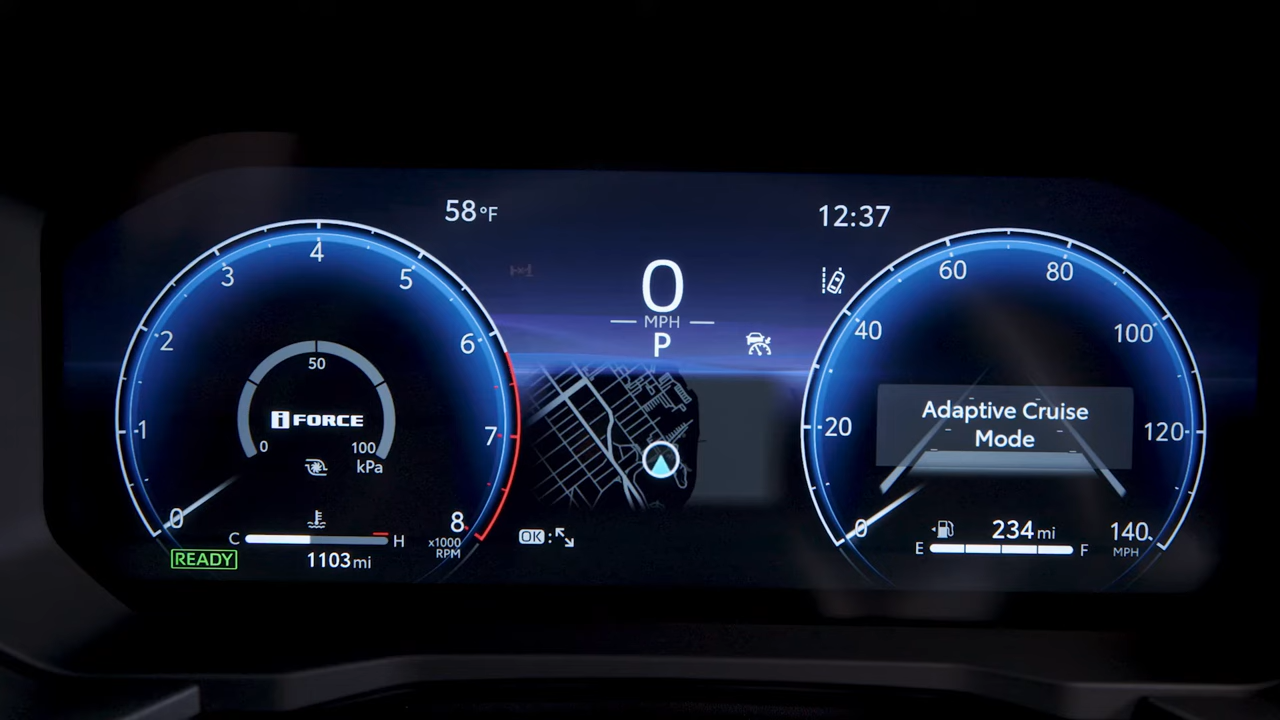 58°F
12:37
0
MPH
P
0
1
2
3
4
5
6
7
8
x1000
RPM
50
i FORCE
0
100
kPa
C
H
READY
1103 mi
OK :
0
20
40
60
80
100
120
140
MPH
Adaptive Cruise
Mode
234 mi
E
F